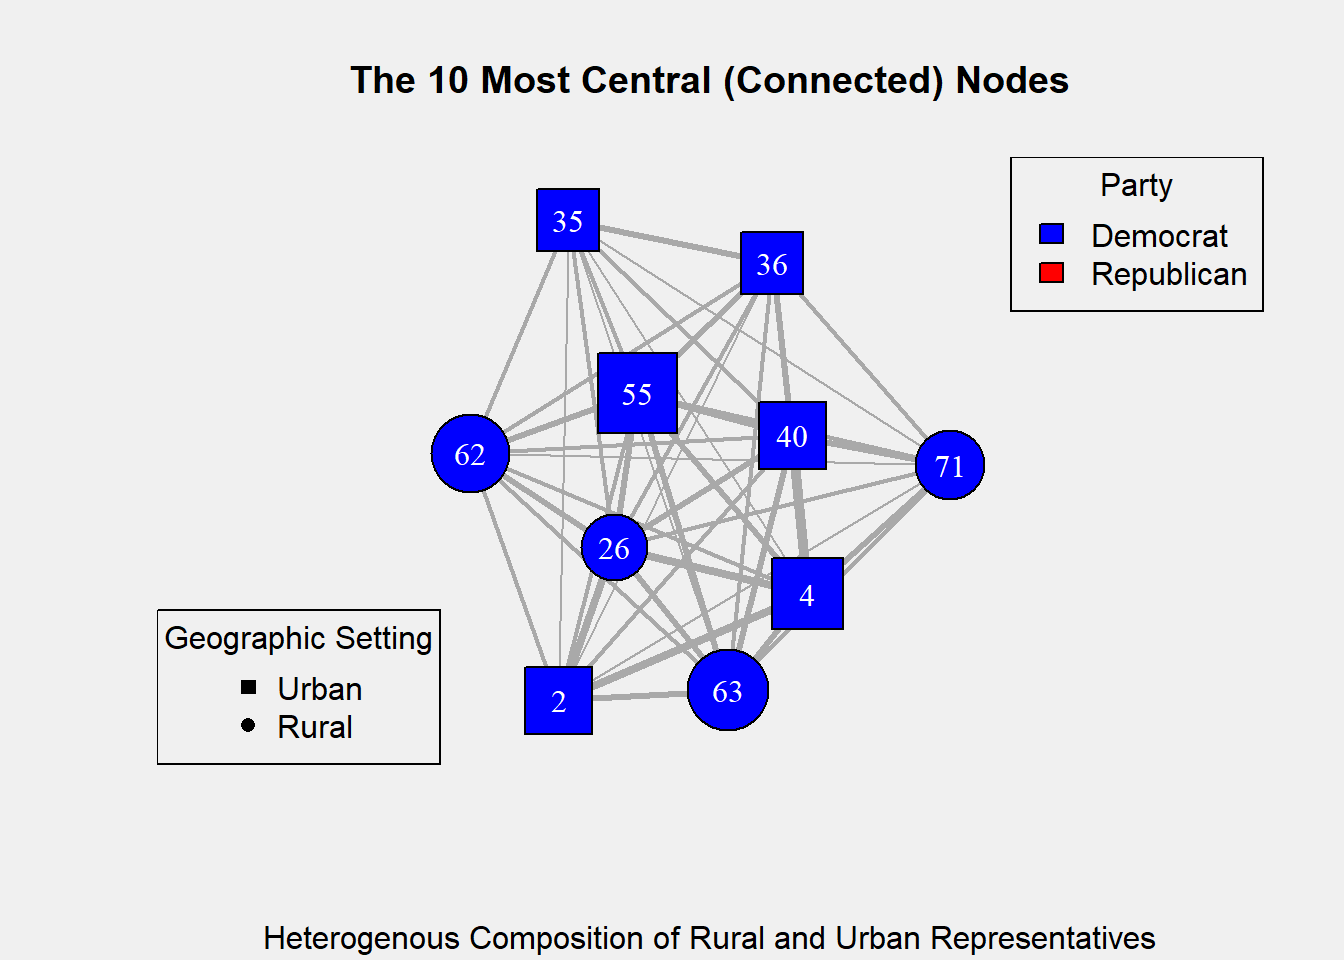 The 10 Most Central (Connected) Nodes
Party
Democrat
Republican
35
36
55
40
62
71
26
4
2
63
Geographic Setting
Urban
Rural
Heterogenous Composition of Rural and Urban Representatives